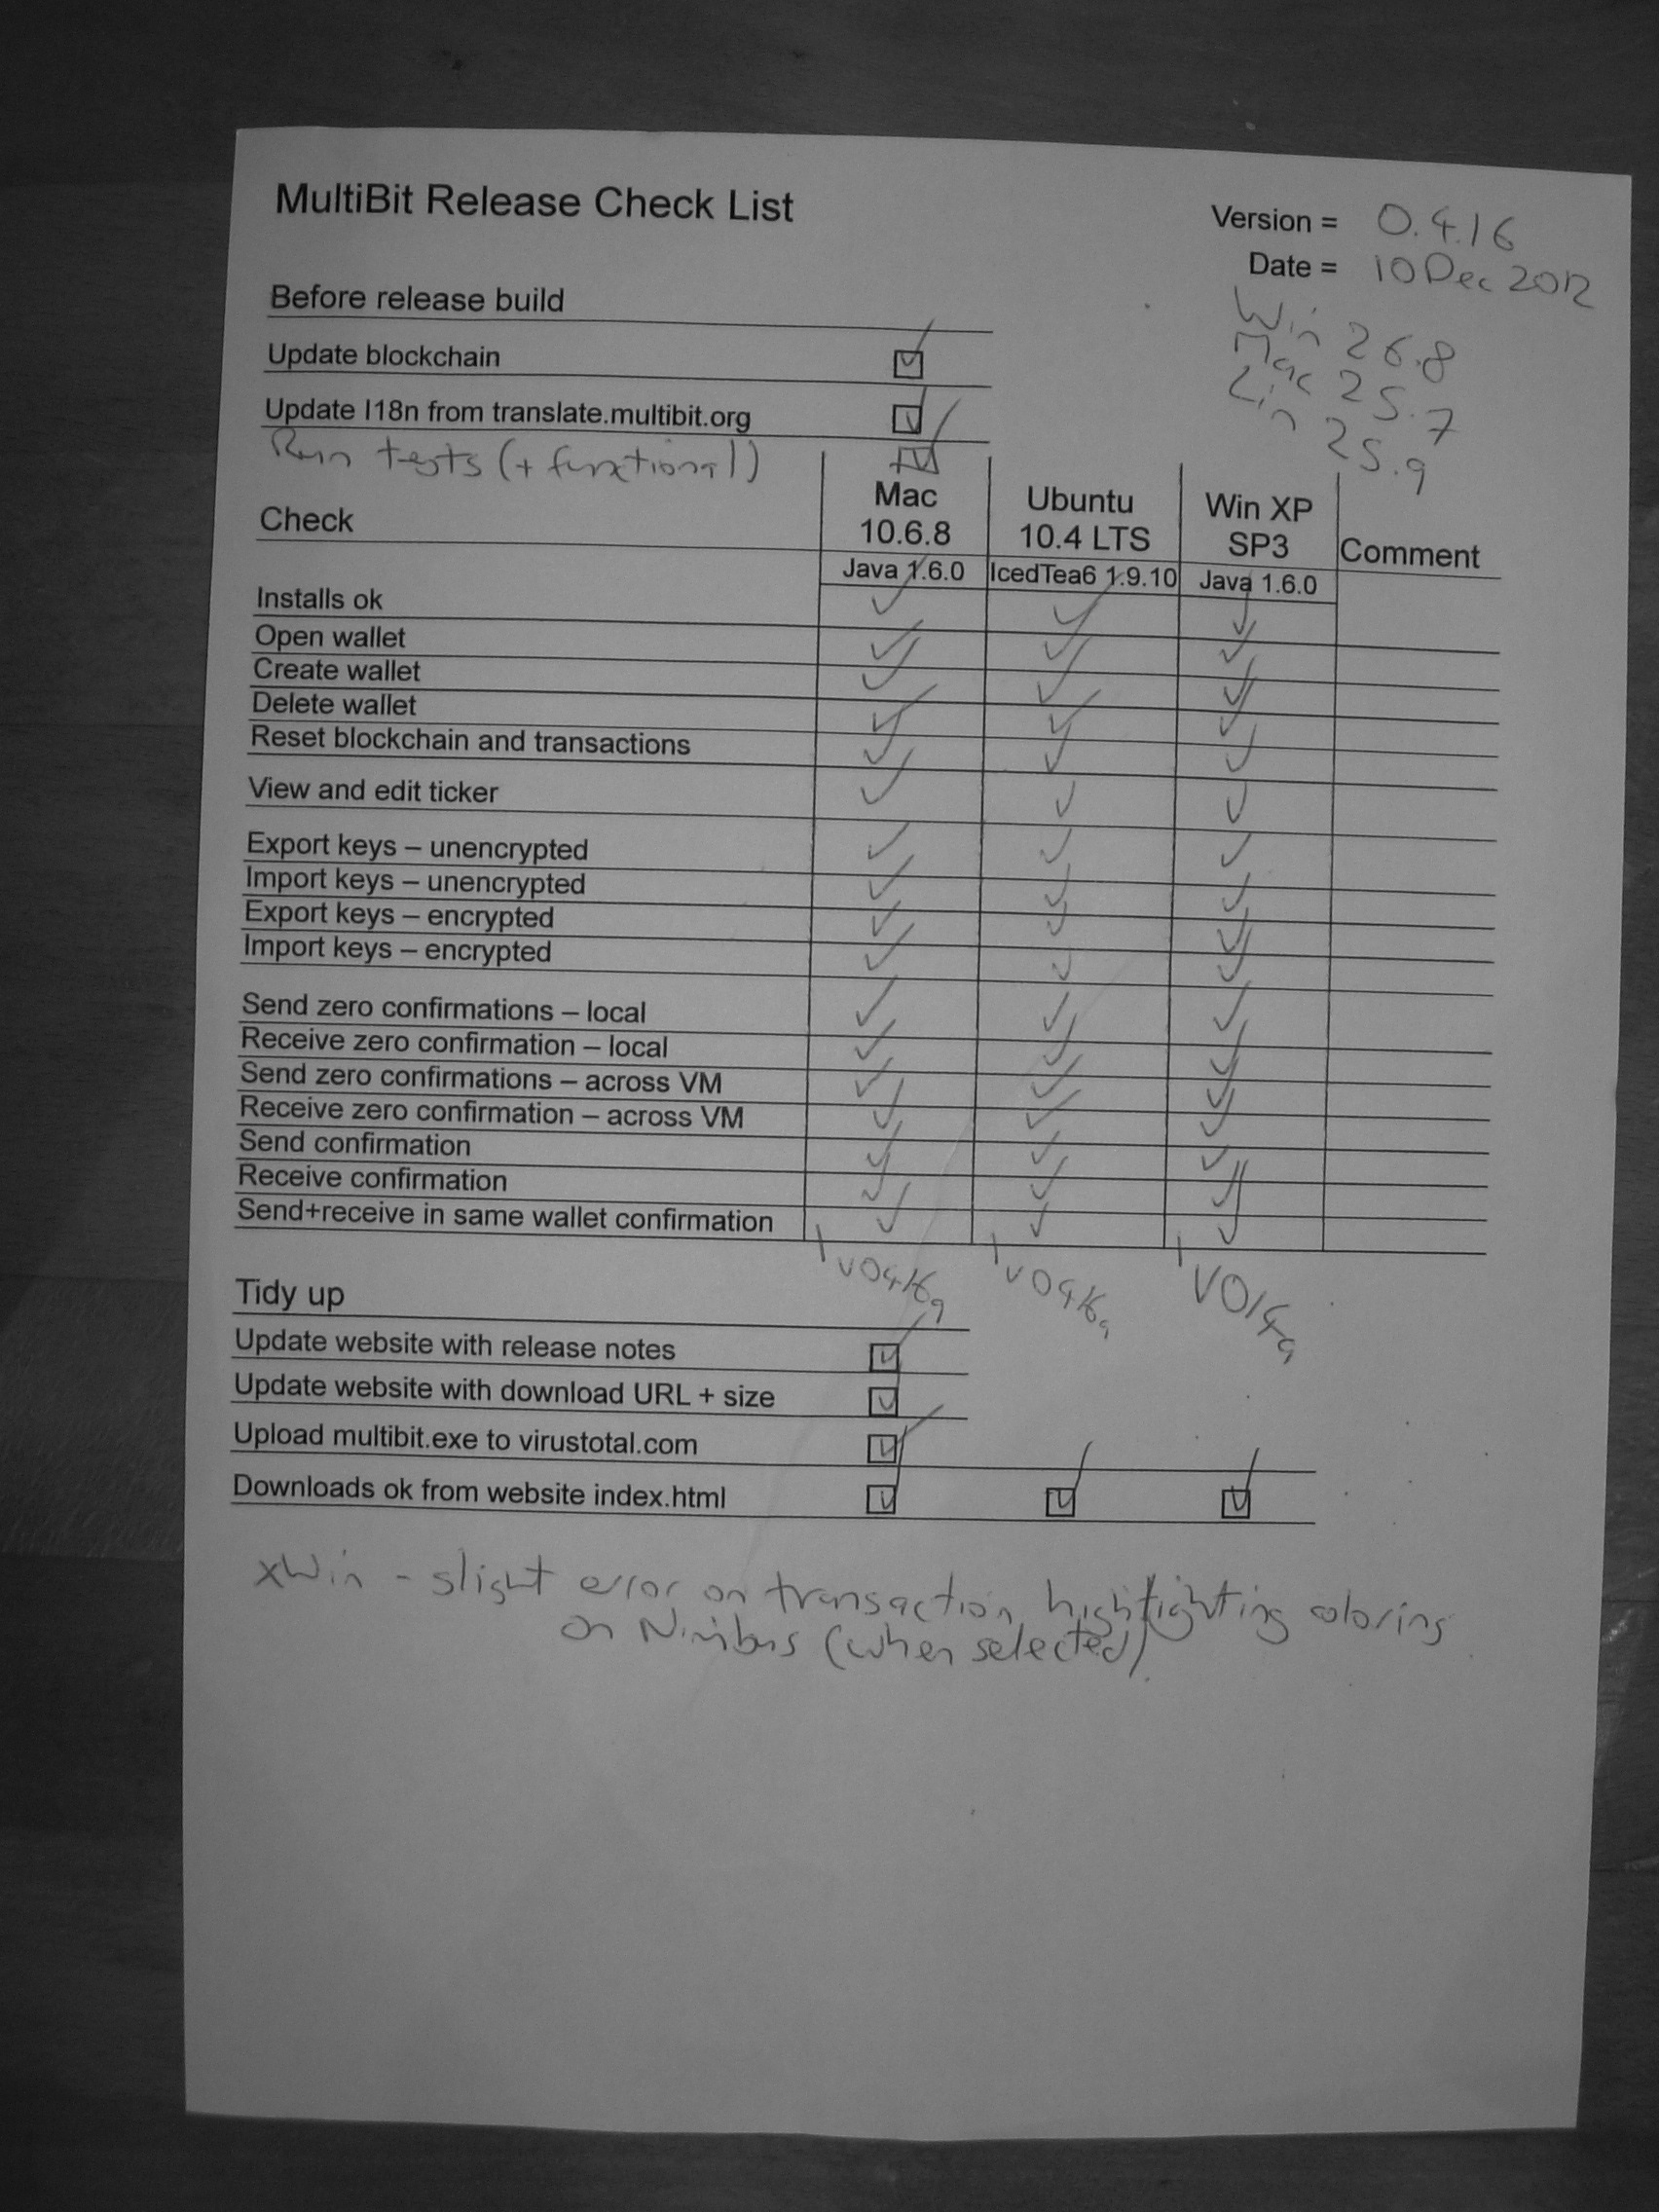 MultiBit Release Check List
Version = 0.4.16
Date = 10 Dec 2012
Win 26.8
Mac 25.7
Lin 25.9
Before release build
Update blockchain
Update I18n from translate.multibit.org
Run tests (+ functional)
Check
Mac 10.6.8
Ubuntu 10.4 LTS
Win XP SP3
Comment
Java 1.6.0
IcedTea6 1.9.10
Java 1.6.0
Installs ok ✓ ✓ ✓
Open wallet ✓ ✓ ✓
Create wallet ✓ ✓ ✓
Delete wallet ✓ ✓ ✓
Reset blockchain and transactions ✓ ✓ ✓
View and edit ticker ✓ ✓ ✓
Export keys – unencrypted ✓ ✓ ✓
Import keys – unencrypted ✓ ✓ ✓
Export keys – encrypted ✓ ✓ ✓
Import keys – encrypted ✓ ✓ ✓
Send zero confirmations – local ✓ ✓ ✓
Receive zero confirmation – local ✓ ✓ ✓
Send zero confirmations – across VM ✓ ✓ ✓
Receive zero confirmation – across VM ✓ ✓ ✓
Send confirmation ✓ ✓ ✓
Receive confirmation ✓ ✓ ✓
Send+receive in same wallet confirmation ✓ ✓ ✓
Tidy up
Update website with release notes
Update website with download URL + size
Upload multibit.exe to virustotal.com
Downloads ok from website index.html
xWin - slight error on transaction highlighting coloring
on Nimbus (when selected)